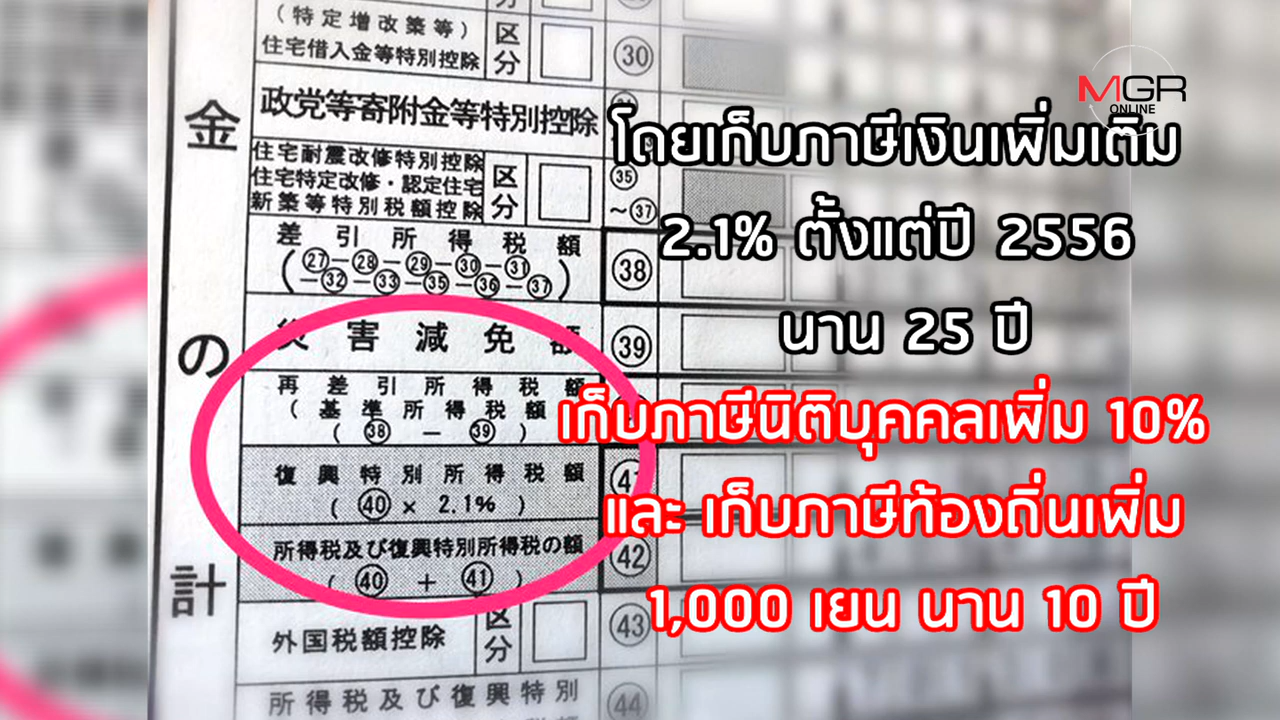 (特定増改築等)
住宅借入金等特別控除
区分
㉚
政党等寄附金等特別控除
住宅耐震改修特別控除
住宅特定改修・認定住宅
新築等特別税額控除
区分
㉟
~㊲
差引所得税額
(㉗-㉘-㉙-㉚-㉛
-㉜-㉝-㉟-㊱-㊲)
㊳
災害減免額
㊴
再差引所得税額
(基準所得税額)
(㊳-㊴)
復興特別所得税額
(㊵×2.1%)
㊶
所得税及び復興特別所得税の額
(㊵+㊶)
㊷
外国税額控除
区分
㊸
所得税及び復興特別
㊹
金の計
MGR
ONLINE
โดยเก็บภาษีเงินเพิ่มเติม
2.1% ตั้งแต่ปี 2556
นาน 25 ปี
เก็บภาษีนิติบุคคลเพิ่ม 10%
และ เก็บภาษีท้องถิ่นเพิ่ม
1,000 เยน นาน 10 ปี